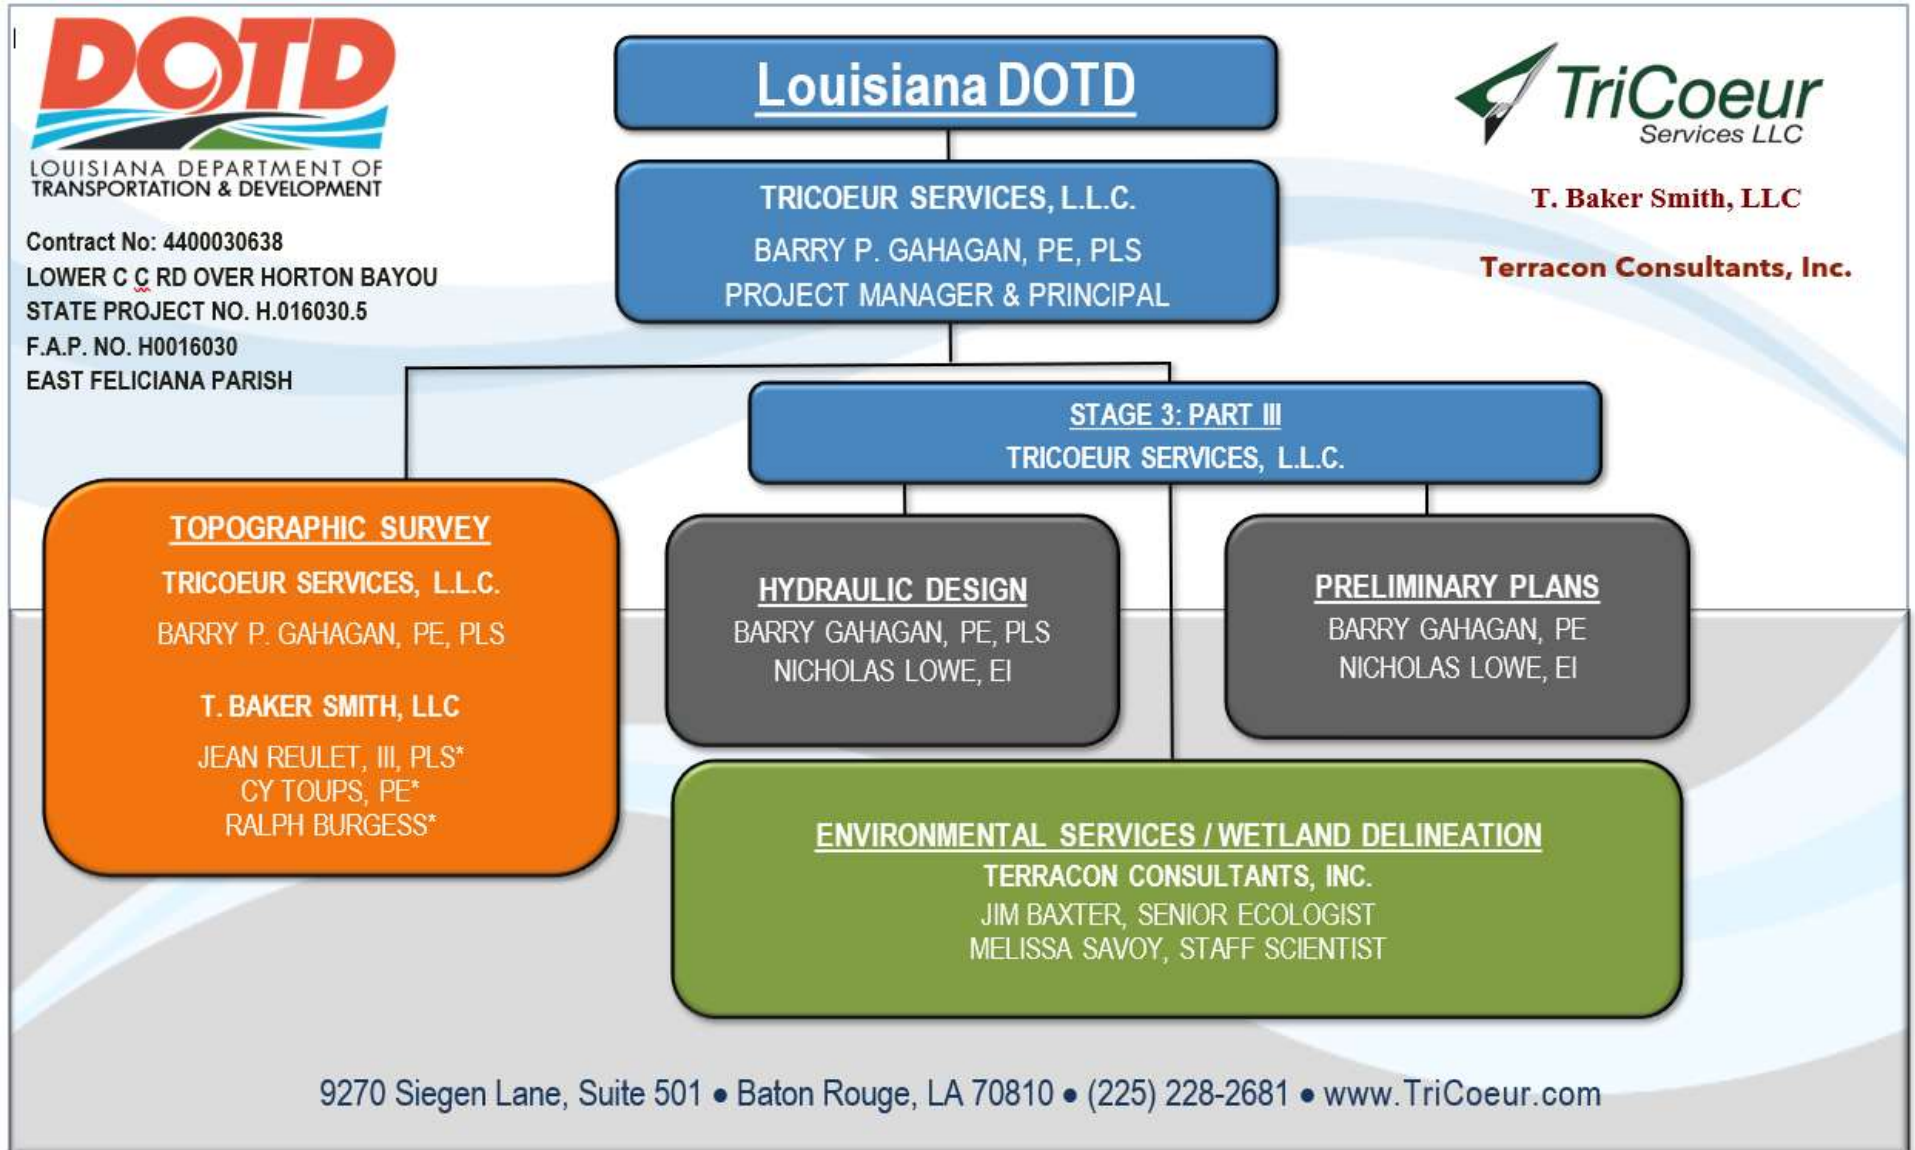 DOTD
LOUISIANA DEPARTMENT OF
TRANSPORTATION & DEVELOPMENT
Contract No: 4400030638
LOWER C C RD OVER HORTON BAYOU
STATE PROJECT NO. H.016030.5
F.A.P. NO. H0016030
EAST FELICIANA PARISH
Louisiana DOTD
TRICOEUR SERVICES, L.L.C.
BARRY P. GAHAGAN, PE, PLS
PROJECT MANAGER & PRINCIPAL
TriCoeur
Services LLC
T. Baker Smith, LLC
Terracon Consultants, Inc.
STAGE 3: PART III
TRICOEUR SERVICES, L.L.C.
TOPOGRAPHIC SURVEY
TRICOEUR SERVICES, L.L.C.
BARRY P. GAHAGAN, PE, PLS
T. BAKER SMITH, LLC
JEAN REULET, III, PLS*
CY TOUPS, PE*
RALPH BURGESS*
HYDRAULIC DESIGN
BARRY GAHAGAN, PE, PLS
NICHOLAS LOWE, EI
PRELIMINARY PLANS
BARRY GAHAGAN, PE
NICHOLAS LOWE, EI
ENVIRONMENTAL SERVICES / WETLAND DELINEATION
TERRACON CONSULTANTS, INC.
JIM BAXTER, SENIOR ECOLOGIST
MELISSA SAVOY, STAFF SCIENTIST
9270 Siegen Lane, Suite 501 ● Baton Rouge, LA 70810 ● (225) 228-2681 ● www.TriCoeur.com